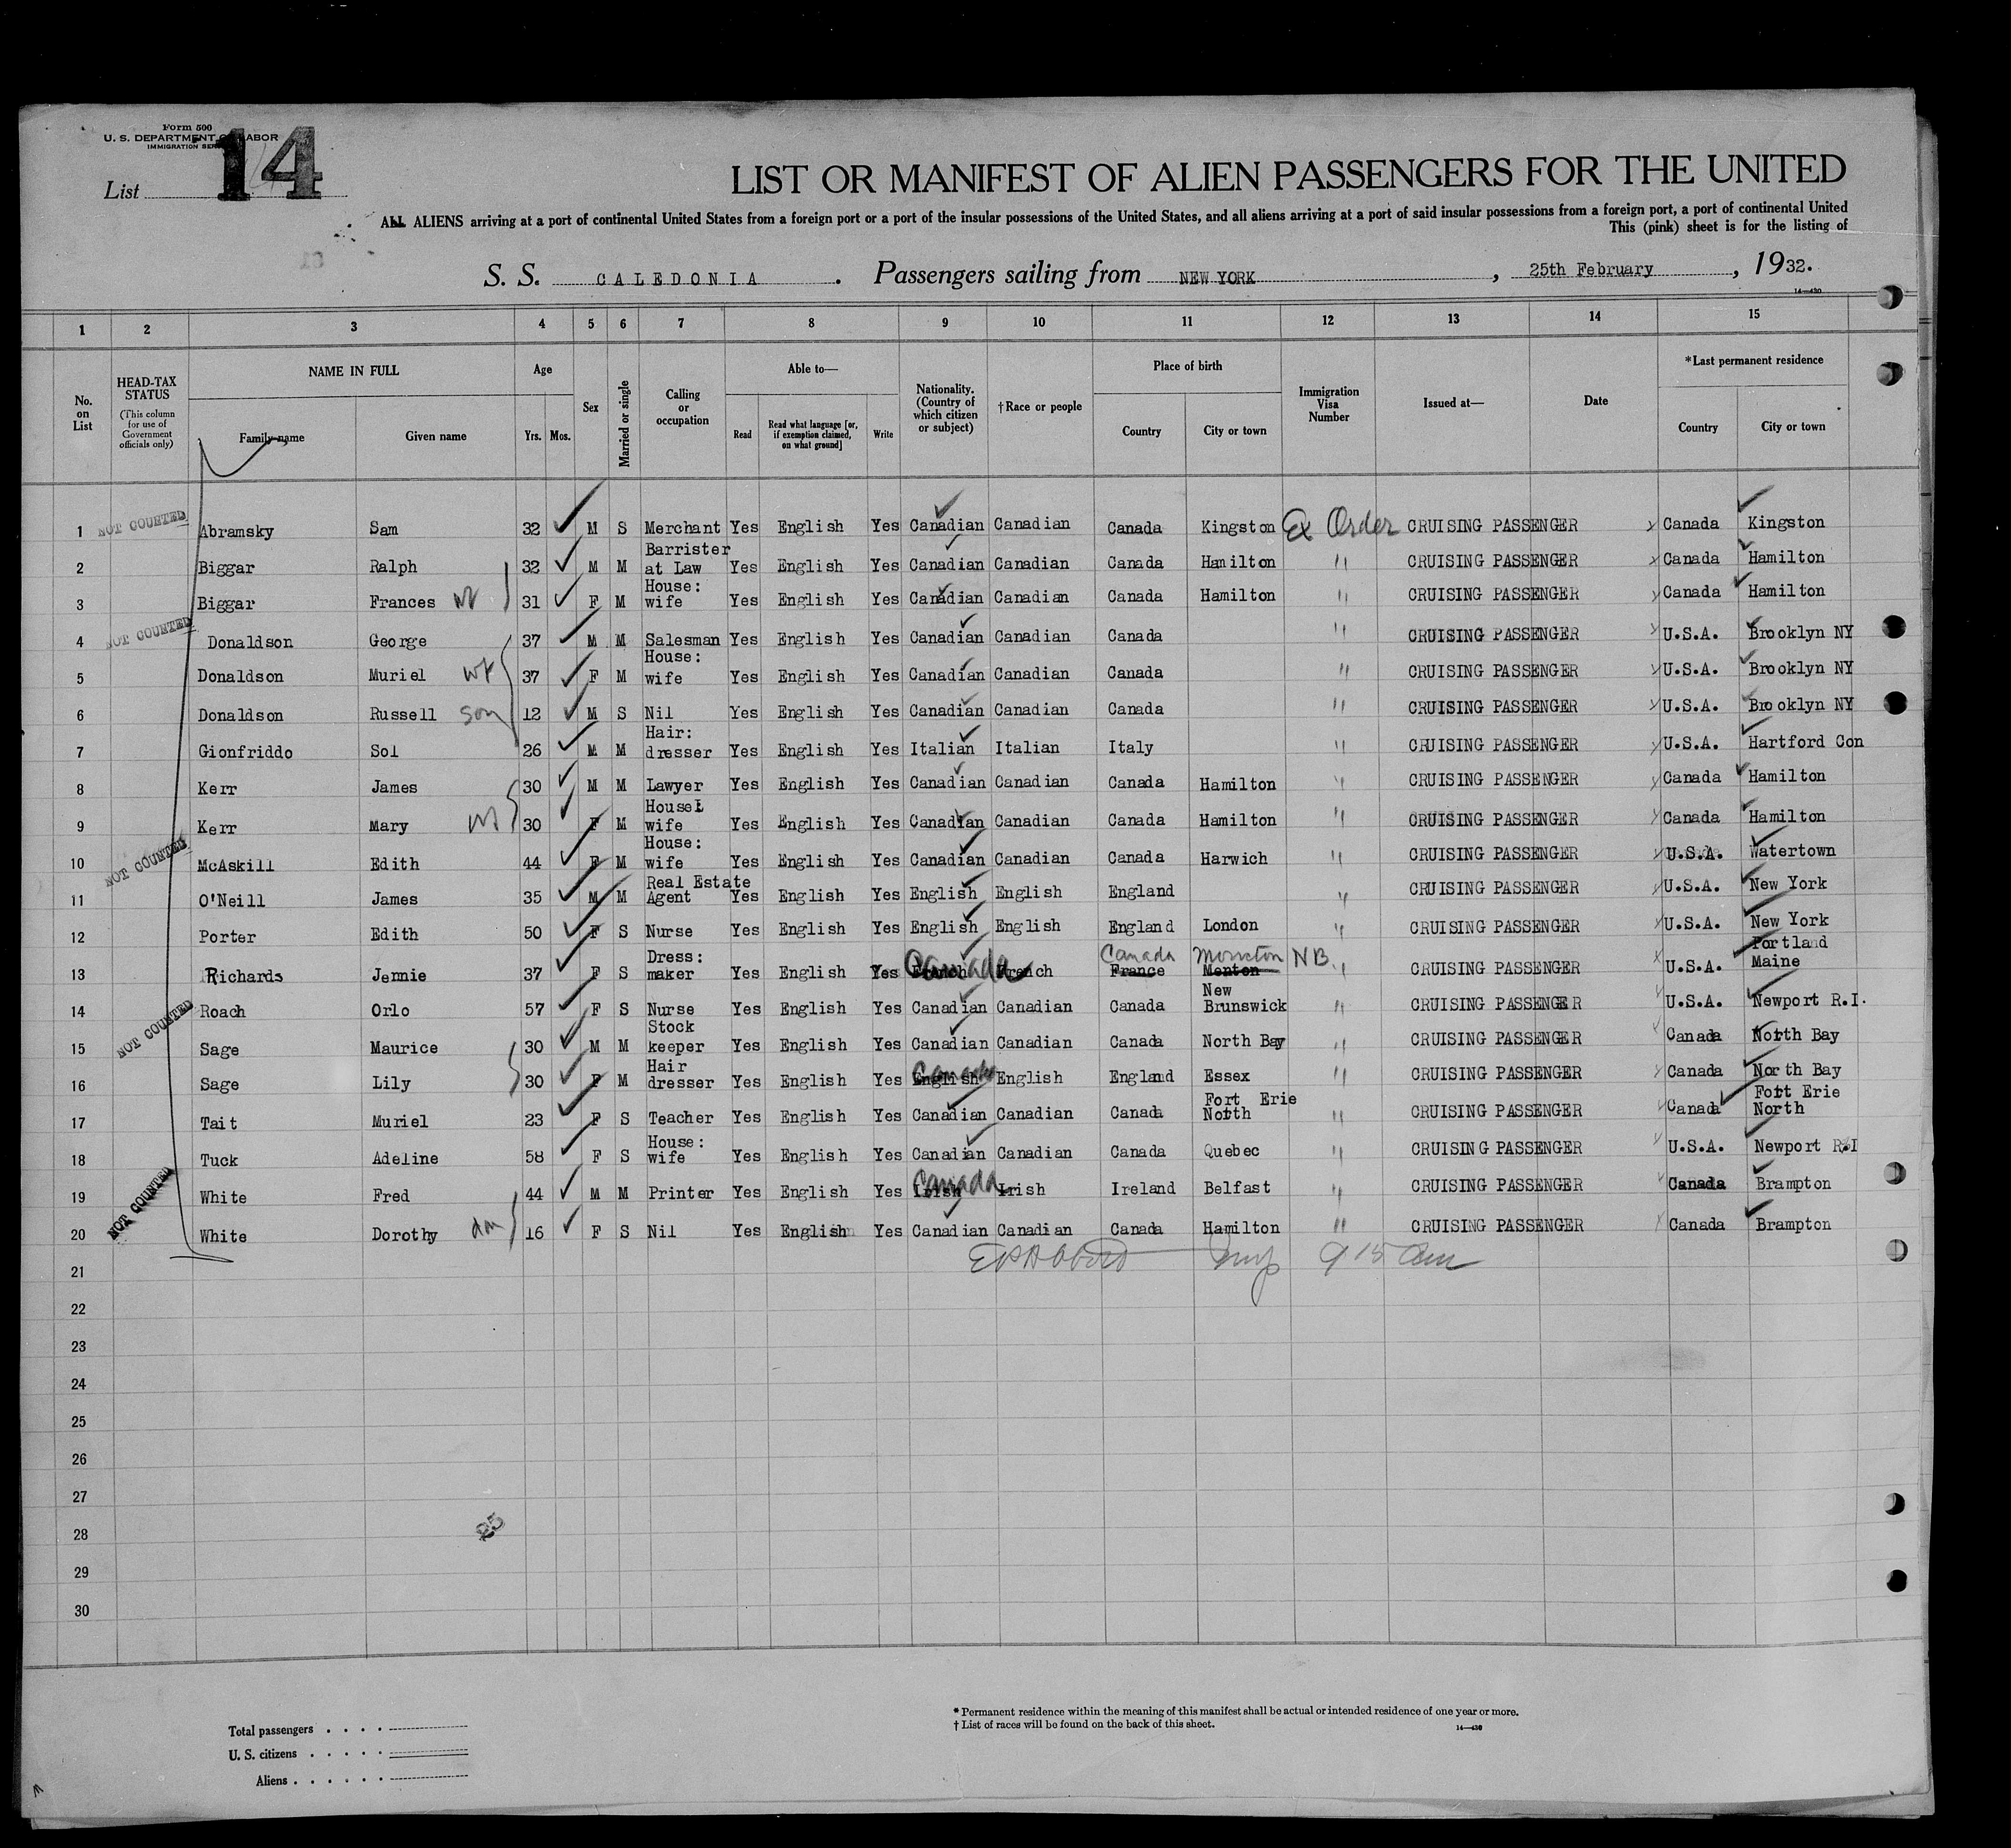 Form 500
U. S. DEPARTMENT OF LABOR
IMMIGRATION SER
List 14
LIST OR MANIFEST OF ALIEN PASSENGERS FOR THE UNITED
ALL ALIENS arriving at a port of continental United States from a foreign port or a port of the insular possessions of the United States, and all aliens arriving at a port of said insular possessions from a foreign port, a port of continental United
This (pink) sheet is for the listing of
S. S. CALEDONIA . Passengers sailing from NEW YORK , 25th February , 1932.
14—430
1 2 3 4 5 6 7 8 9 10 11 12 13 14 15
No. on List HEAD-TAX STATUS (This column for use of Government officials only) NAME IN FULL Family name Given name Age Yrs. Mos. Sex Married or single Calling or occupation Able to— Read Read what language [or, if exemption claimed, on what ground] Write Nationality. (Country of which citizen or subject) †Race or people Place of birth Country City or town Immigration Visa Number Issued at— Date *Last permanent residence Country City or town
1 NOT COUNTED Abramsky Sam 32 M S Merchant Yes English Yes Canadian Canadian Canada Kingston Ex Order CRUISING PASSENGER Canada Kingston
2 Biggar Ralph 32 M M Barrister at Law Yes English Yes Canadian Canadian Canada Hamilton " CRUISING PASSENGER Canada Hamilton
3 Biggar Frances wf 31 F M House: wife Yes English Yes Canadian Canadian Canada Hamilton " CRUISING PASSENGER Canada Hamilton
4 NOT COUNTED Donaldson George 37 M M Salesman Yes English Yes Canadian Canadian Canada " CRUISING PASSENGER U.S.A. Brooklyn NY
5 Donaldson Muriel wf 37 F M House: wife Yes English Yes Canadian Canadian Canada " CRUISING PASSENGER U.S.A. Brooklyn NY
6 Donaldson Russell son 12 M S Nil Yes English Yes Canadian Canadian Canada " CRUISING PASSENGER U.S.A. Brooklyn NY
7 Gionfriddo Sol 26 M M Hair: dresser Yes English Yes Italian Italian Italy " CRUISING PASSENGER U.S.A. Hartford Con
8 Kerr James 30 M M Lawyer Yes English Yes Canadian Canadian Canada Hamilton " CRUISING PASSENGER Canada Hamilton
9 Kerr Mary wf 30 F M House: wife Yes English Yes Canadian Canadian Canada Hamilton " CRUISING PASSENGER Canada Hamilton
10 NOT COUNTED McAskill Edith 44 F M House: wife Yes English Yes Canadian Canadian Canada Harwich " CRUISING PASSENGER U.S.A. Watertown
11 O'Neill James 35 M M Real Estate Agent Yes English Yes English English England " CRUISING PASSENGER U.S.A. New York
12 Porter Edith 50 F S Nurse Yes English Yes English English England London " CRUISING PASSENGER U.S.A. New York
13 Richards Jennie 37 F S Dress: maker Yes English Yes French Canada French France Canada Menton Moncton NB " CRUISING PASSENGER U.S.A. Portland Maine
14 NOT COUNTED Roach Orlo 57 F S Nurse Yes English Yes Canadian Canadian Canada New Brunswick " CRUISING PASSENGER U.S.A. Newport R.I.
15 Sage Maurice 30 M M Stock keeper Yes English Yes Canadian Canadian Canada North Bay " CRUISING PASSENGER Canada North Bay
16 Sage Lily 30 F M Hair dresser Yes English Yes English Canada English England Essex " CRUISING PASSENGER Canada North Bay
17 Tait Muriel 23 F S Teacher Yes English Yes Canadian Canadian Canada Fort Erie North " CRUISING PASSENGER Canada Fort Erie North
18 Tuck Adeline 58 F S House: wife Yes English Yes Canadian Canadian Canada Quebec " CRUISING PASSENGER U.S.A. Newport R.I
19 NOT COUNTED White Fred 44 M M Printer Yes English Yes Irish Canada Irish Ireland Belfast " CRUISING PASSENGER Canada Brampton
20 White Dorothy dau 16 F S Nil Yes English Yes Canadian Canadian Canada Hamilton " CRUISING PASSENGER Canada Brampton
21 9 15 am
22
23
24
25
26
27
28
29
30
25
Total passengers
U. S. citizens
Aliens
* Permanent residence within the meaning of this manifest shall be actual or intended residence of one year or more.
† List of races will be found on the back of this sheet.
14—430